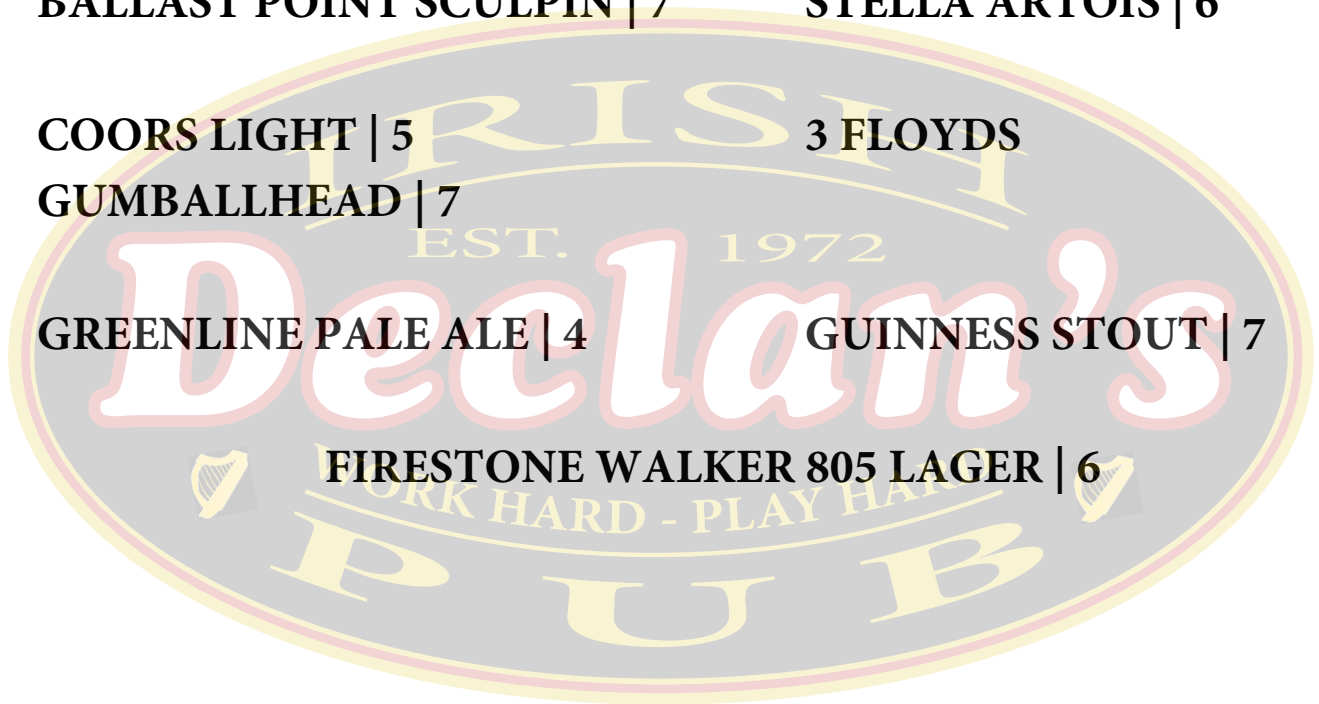 BALLAST POINT SCULPIN | 7 STELLA ARTOIS | 6
COORS LIGHT | 5 3 FLOYDS
GUMBALLHEAD | 7
GREENLINE PALE ALE | 4 GUINNESS STOUT | 7
FIRESTONE WALKER 805 LAGER | 6
IRISH
EST. 1972
Declan's
WORK HARD - PLAY HARD
PUB